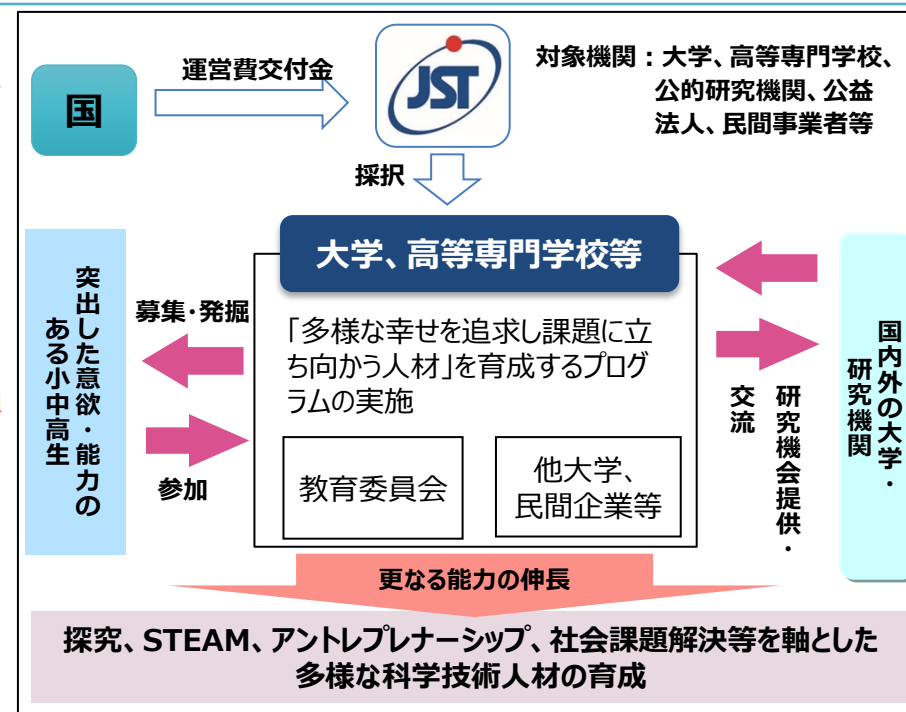 国
運営費交付金
JST
対象機関：大学、高等専門学校、
公的研究機関、公益
法人、民間事業者等
採択
大学、高等専門学校等
「多様な幸せを追求し課題に立
ち向かう人材」を育成するプログ
ラムの実施
教育委員会
他大学、
民間企業等
突出した意欲・能力の
ある小中高生
募集・発掘
参加
研究機会提供・
交流
国内外の大学・
研究機関
更なる能力の伸長
探究、STEAM、アントレプレナーシップ、社会課題解決等を軸とした
多様な科学技術人材の育成